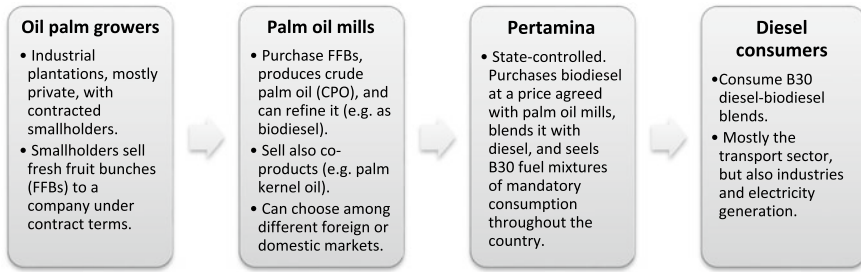 Oil palm growers
• Industrial
plantations, mostly
private, with
contracted
smallholders.
• Smallholders sell
fresh fruit bunches
(FFBs) to a
company under
contract terms.
Palm oil mills
• Purchase FFBs,
produces crude
palm oil (CPO), and
can refine it (e.g. as
biodiesel).
• Sell also co-
products (e.g. palm
kernel oil).
• Can choose among
different foreign or
domestic markets.
Pertamina
• State-controlled.
Purchases biodiesel
at a price agreed
with palm oil mills,
blends it with
diesel, and seels
B30 fuel mixtures
of mandatory
consumption
throughout the
country.
Diesel
consumers
•Consume B30
diesel-biodiesel
blends.
• Mostly the
transport sector,
but also industries
and electricity
generation.